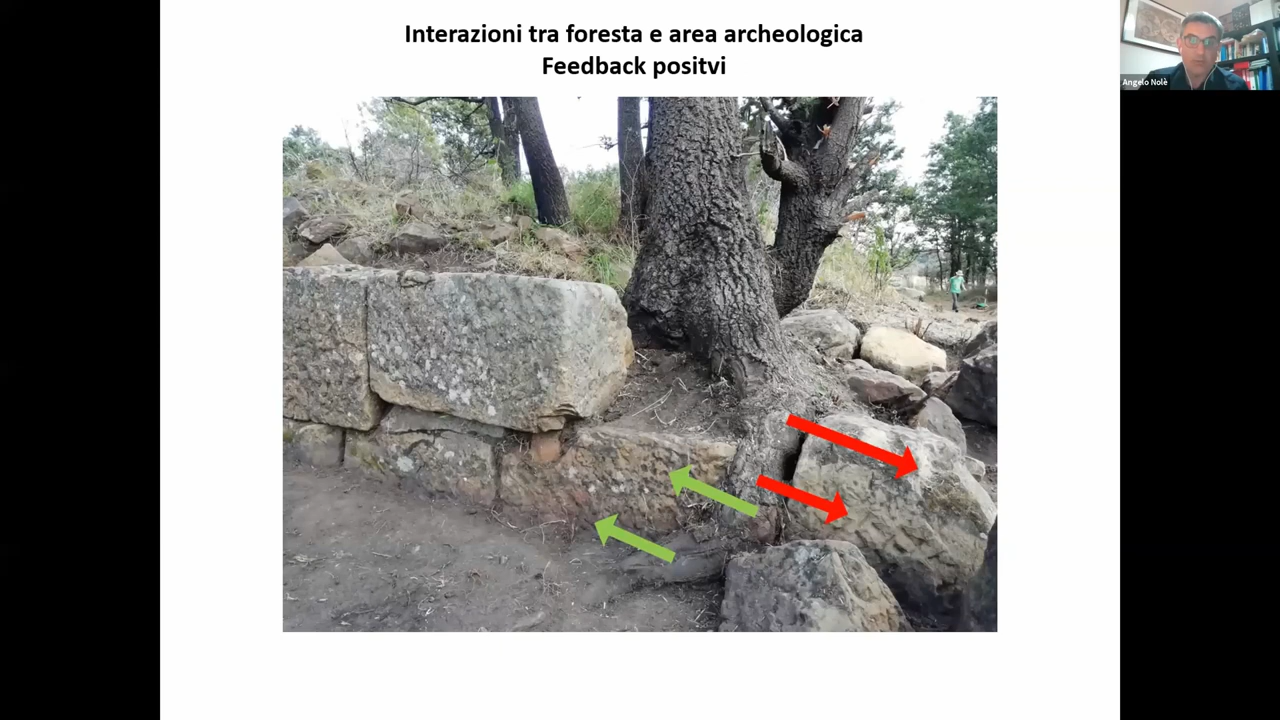 Interazioni tra foresta e area archeologica
Feedback positvi
Angelo Nolè